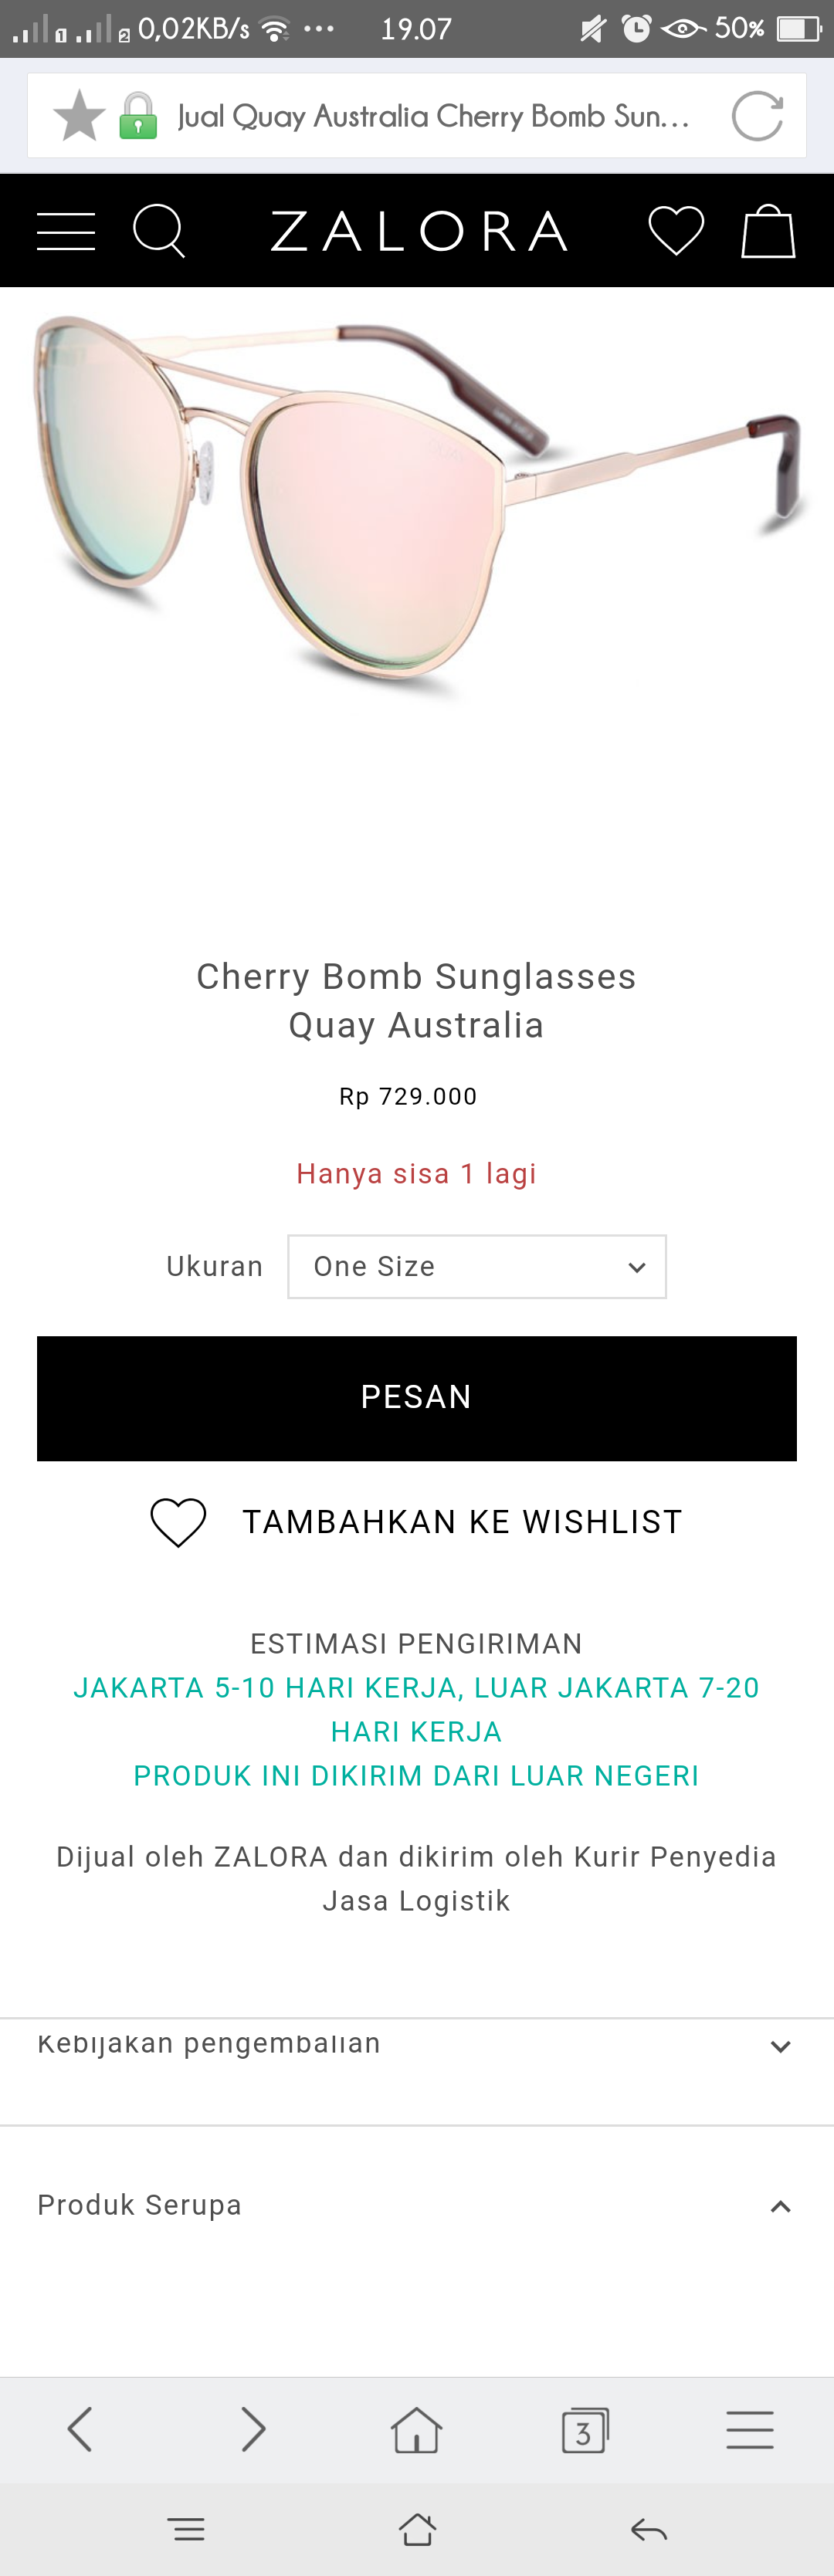 1 2 0,02KB/s 19.07 50%
Jual Quay Australia Cherry Bomb Sun...
ZALORA
Cherry Bomb Sunglasses
Quay Australia
Rp 729.000
Hanya sisa 1 lagi
Ukuran One Size
PESAN
TAMBAHKAN KE WISHLIST
ESTIMASI PENGIRIMAN
JAKARTA 5-10 HARI KERJA, LUAR JAKARTA 7-20
HARI KERJA
PRODUK INI DIKIRIM DARI LUAR NEGERI
Dijual oleh ZALORA dan dikirim oleh Kurir Penyedia
Jasa Logistik
Kebijakan pengembalian
Produk Serupa
3